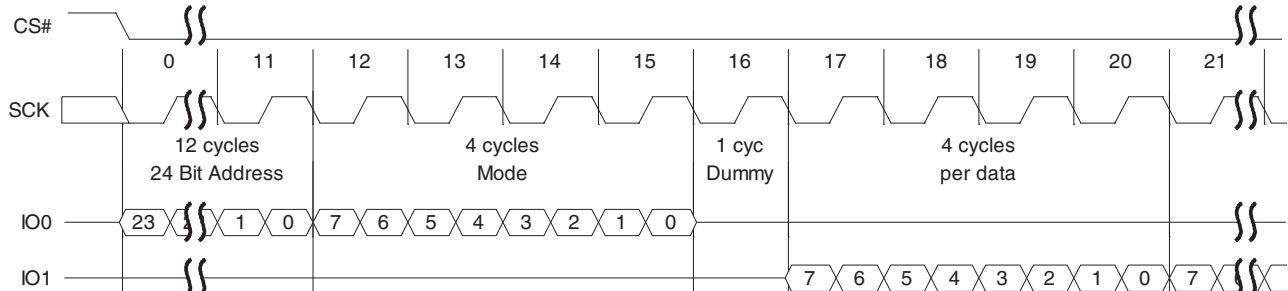 CS#
0 11 12 13 14 15 16 17 18 19 20 21
SCK
12 cycles 4 cycles 1 cyc 4 cycles
24 Bit Address Mode Dummy per data
IO0 23 1 0 7 6 5 4 3 2 1 0
IO1 7 6 5 4 3 2 1 0 7